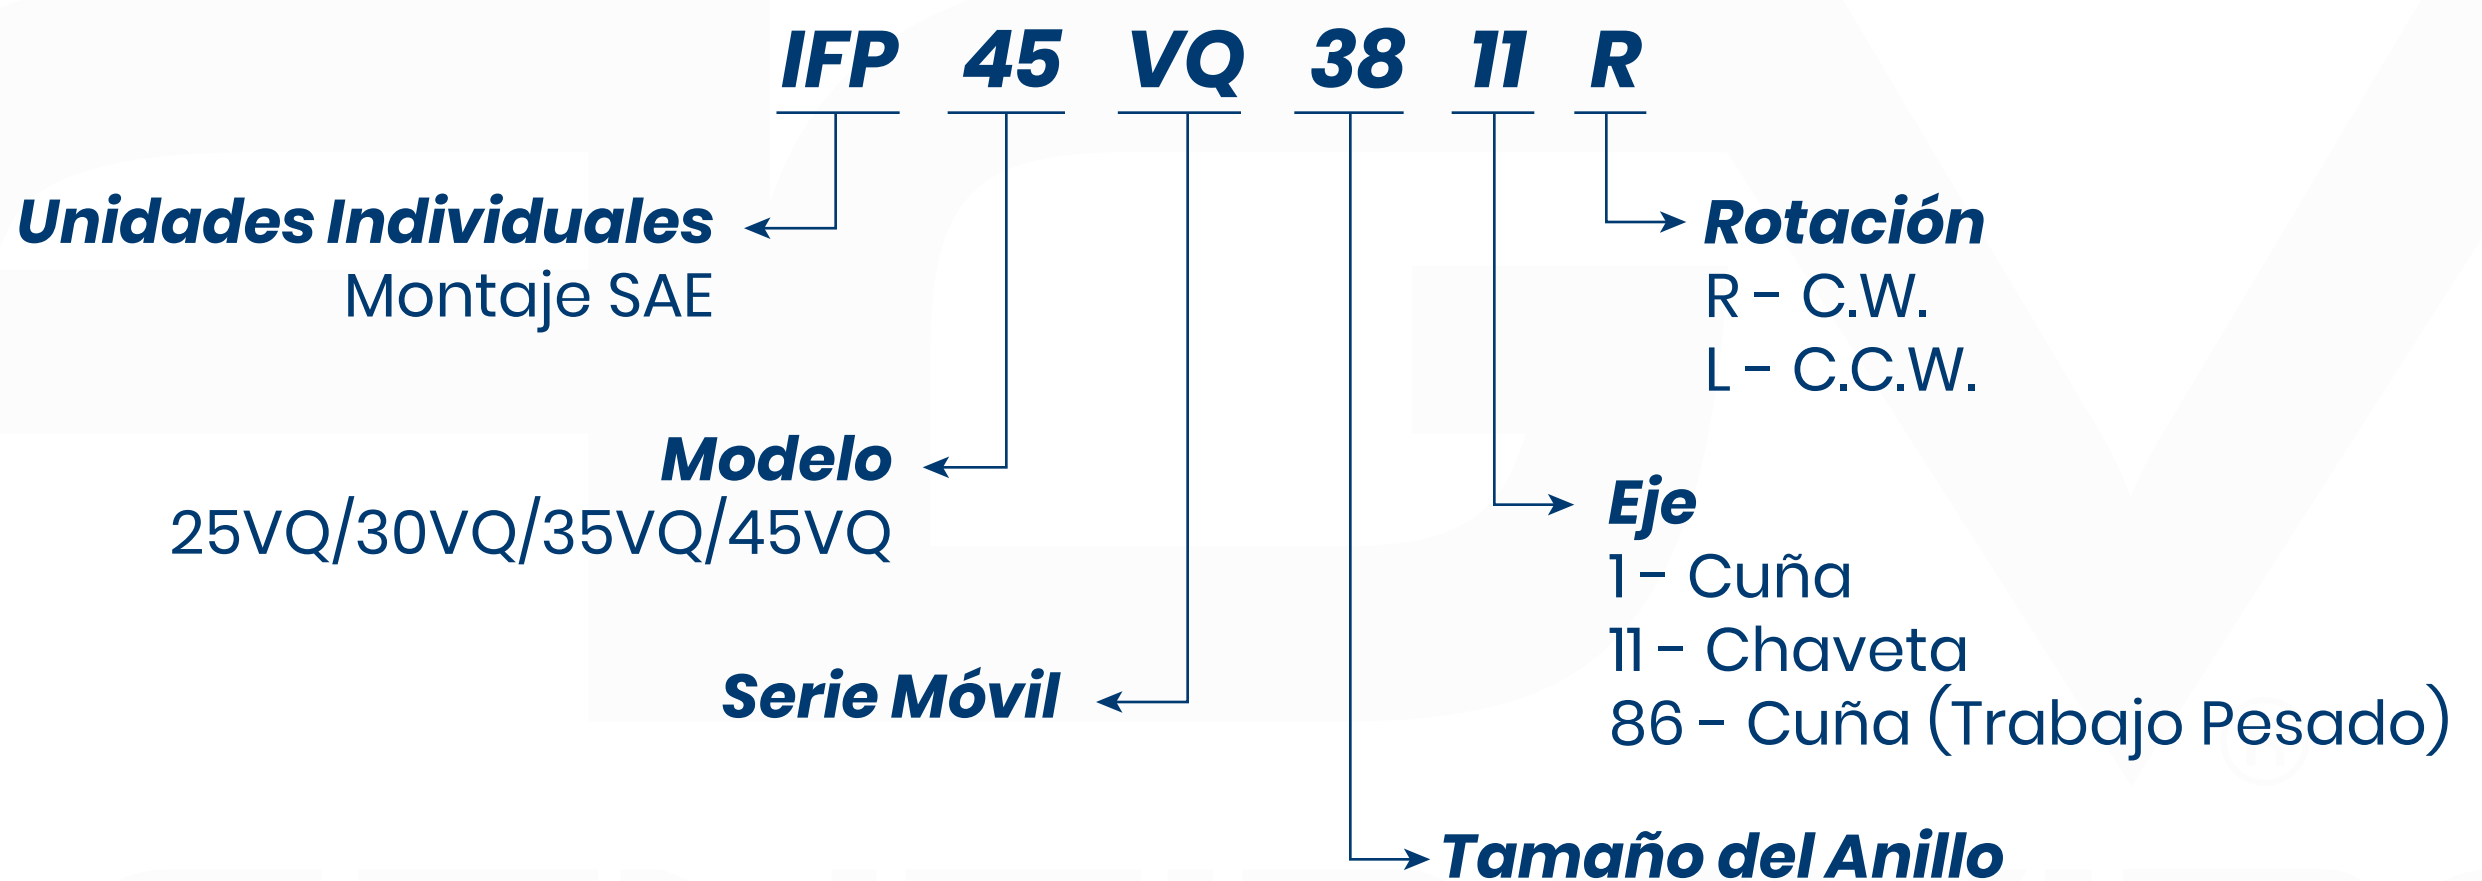 IFP 45 VQ 38 11 R
Unidades Individuales
Montaje SAE
Rotación
R - C.W.
L - C.C.W.
Modelo
25VQ/30VQ/35VQ/45VQ
Eje
1 - Cuña
11 - Chaveta
86 - Cuña (Trabajo Pesado)
Serie Móvil
Tamaño del Anillo